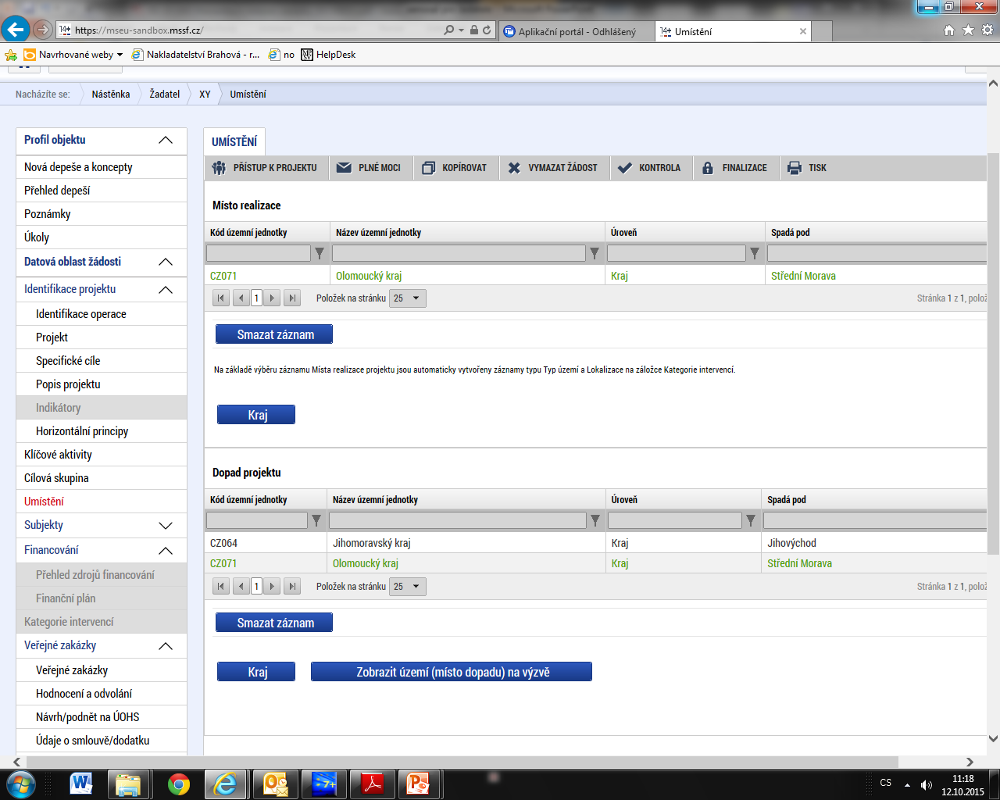 https://mseu-sandbox.mssf.cz/
Aplikační portál - Odhlášený
14+ Umístění
Navrhované weby
Nakladatelství Brahová - r...
no
HelpDesk
Nacházíte se:
Nástěnka
Žadatel
XY
Umístění
Profil objektu
Nová depeše a koncepty
Přehled depeší
Poznámky
Úkoly
Datová oblast žádosti
Identifikace projektu
Identifikace operace
Projekt
Specifické cíle
Popis projektu
Indikátory
Horizontální principy
Klíčové aktivity
Cílová skupina
Umístění
Subjekty
Financování
Přehled zdrojů financování
Finanční plán
Kategorie intervencí
Veřejné zakázky
Veřejné zakázky
Hodnocení a odvolání
Návrh/podnět na ÚOHS
Údaje o smlouvě/dodatku
UMÍSTĚNÍ
PŘÍSTUP K PROJEKTU
PLNÉ MOCI
KOPÍROVAT
VYMAZAT ŽÁDOST
KONTROLA
FINALIZACE
TISK
Místo realizace
Kód územní jednotky
Název územní jednotky
Úroveň
Spadá pod
CZ071
Olomoucký kraj
Kraj
Střední Morava
1
Položek na stránku
25
Stránka 1 z 1, polož
Smazat záznam
Na základě výběru záznamu Místa realizace projektu jsou automaticky vytvořeny záznamy typu Typ území a Lokalizace na záložce Kategorie intervencí.
Kraj
Dopad projektu
Kód územní jednotky
Název územní jednotky
Úroveň
Spadá pod
CZ064
Jihomoravský kraj
Kraj
Jihovýchod
CZ071
Olomoucký kraj
Kraj
Střední Morava
1
Položek na stránku
25
Stránka 1 z 1, polož
Smazat záznam
Kraj
Zobrazit území (místo dopadu) na výzvě
CS
11:18
12.10.2015